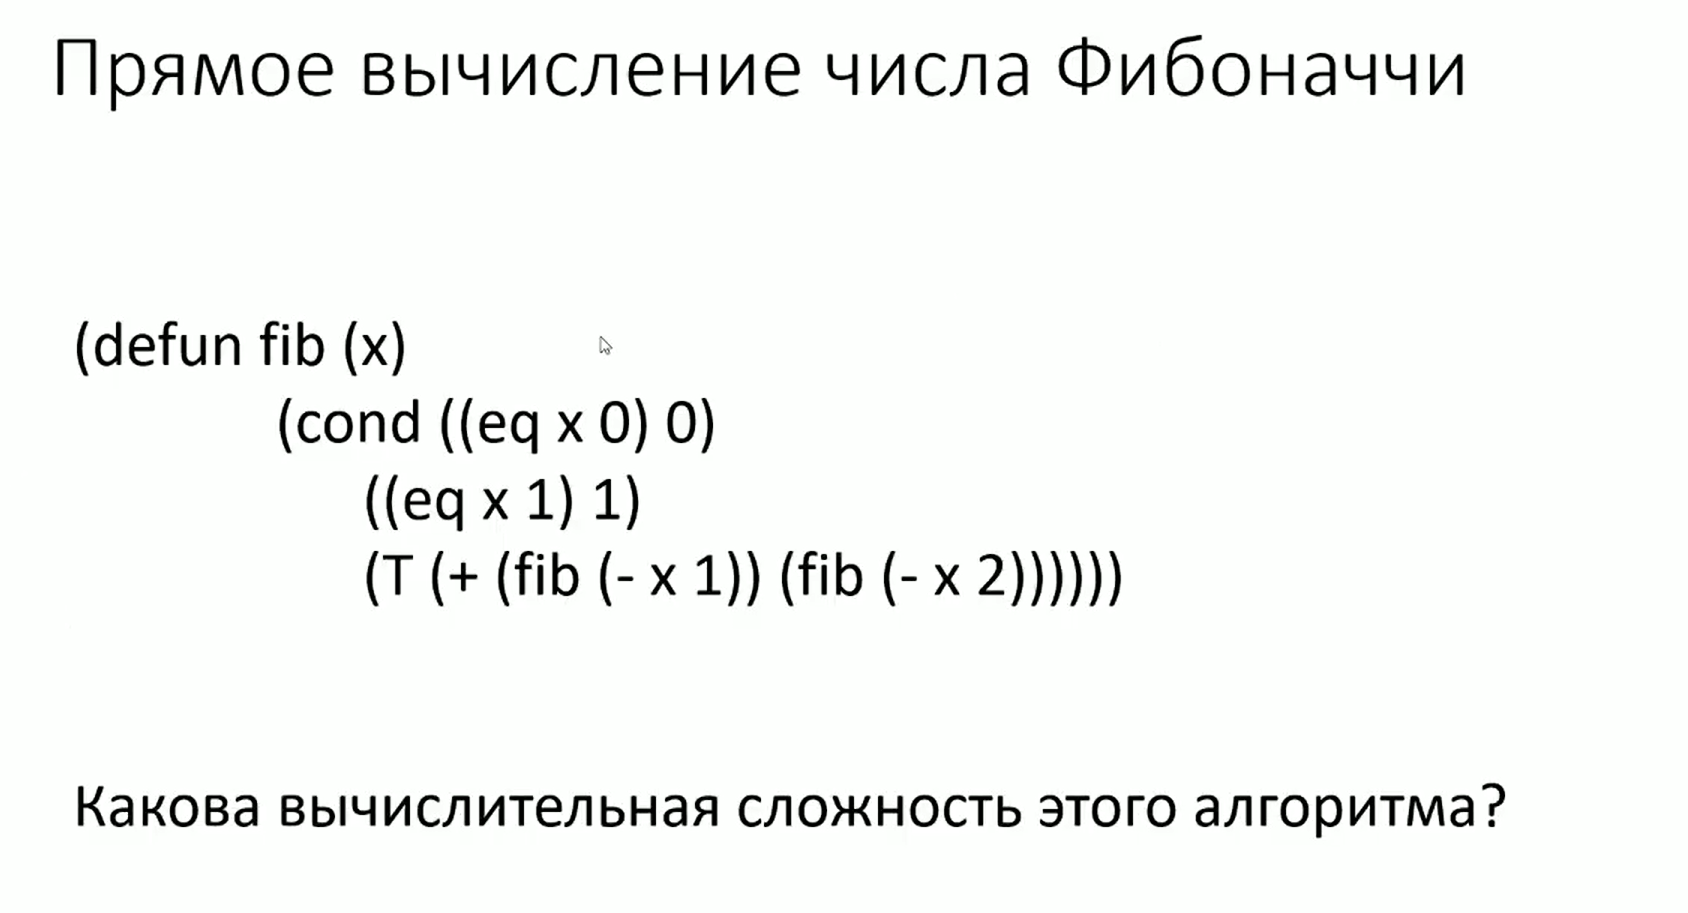 Прямое вычисление числа Фибоначчи
(defun fib (x)
(cond ((eq x 0) 0)
((eq x 1) 1)
(T (+ (fib (- x 1)) (fib (- x 2))))))
Какова вычислительная сложность этого алгоритма?